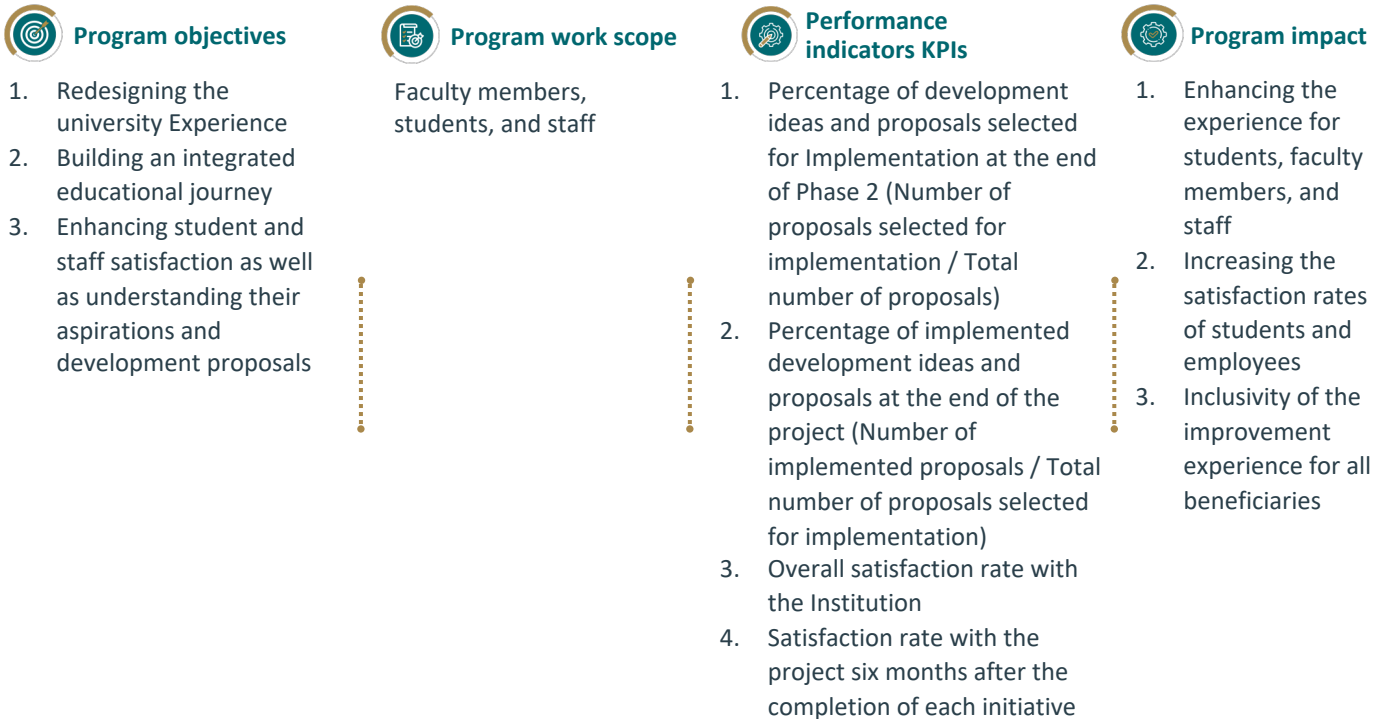 Program objectives
1. Redesigning the
university Experience
2. Building an integrated
educational journey
3. Enhancing student and
staff satisfaction as well
as understanding their
aspirations and
development proposals
Program work scope
Faculty members,
students, and staff
Performance
indicators KPIs
1. Percentage of development
ideas and proposals selected
for Implementation at the end
of Phase 2 (Number of
proposals selected for
implementation / Total
number of proposals)
2. Percentage of implemented
development ideas and
proposals at the end of the
project (Number of
implemented proposals / Total
number of proposals selected
for implementation)
3. Overall satisfaction rate with
the Institution
4. Satisfaction rate with the
project six months after the
completion of each initiative
Program impact
1. Enhancing the
experience for
students, faculty
members, and
staff
2. Increasing the
satisfaction rates
of students and
employees
3. Inclusivity of the
improvement
experience for all
beneficiaries